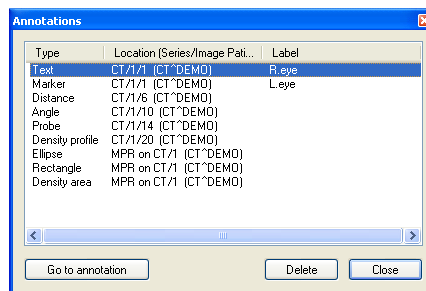 Annotations
Type Location (Series/Image Pati... Label
Text CT/1/1 (CT^DEMO) R.eye
Marker CT/1/1 (CT^DEMO) L.eye
Distance CT/1/6 (CT^DEMO)
Angle CT/1/10 (CT^DEMO)
Probe CT/1/14 (CT^DEMO)
Density profile CT/1/20 (CT^DEMO)
Ellipse MPR on CT/1 (CT^DEMO)
Rectangle MPR on CT/1 (CT^DEMO)
Density area MPR on CT/1 (CT^DEMO)
Go to annotation Delete Close